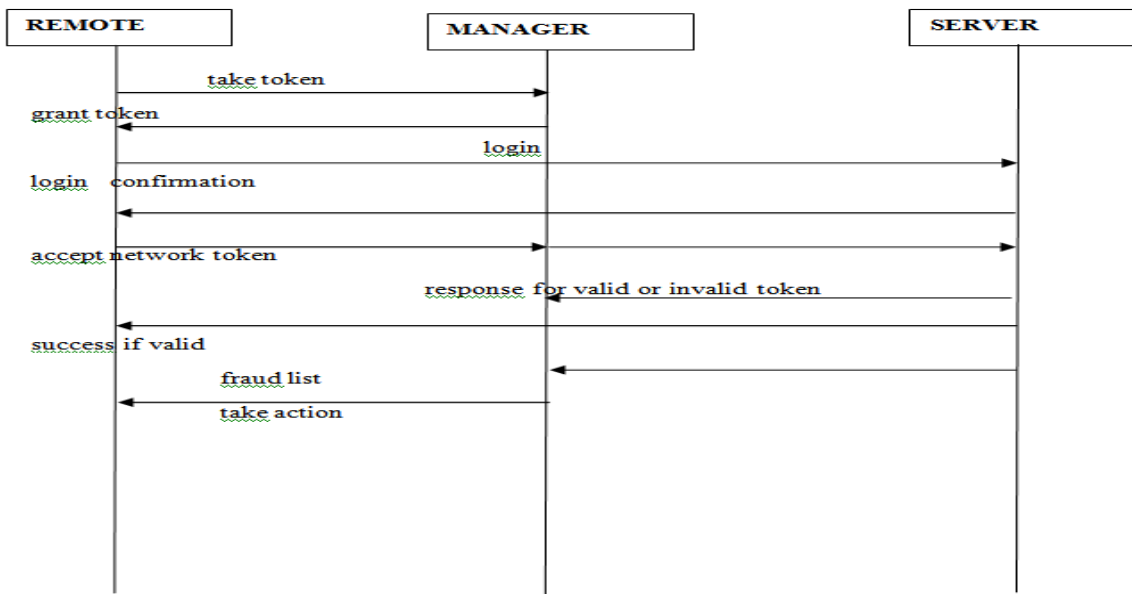 REMOTE
MANAGER
SERVER
take token
grant token
login
login confirmation
accept network token
response for valid or invalid token
success if valid
fraud list
take action